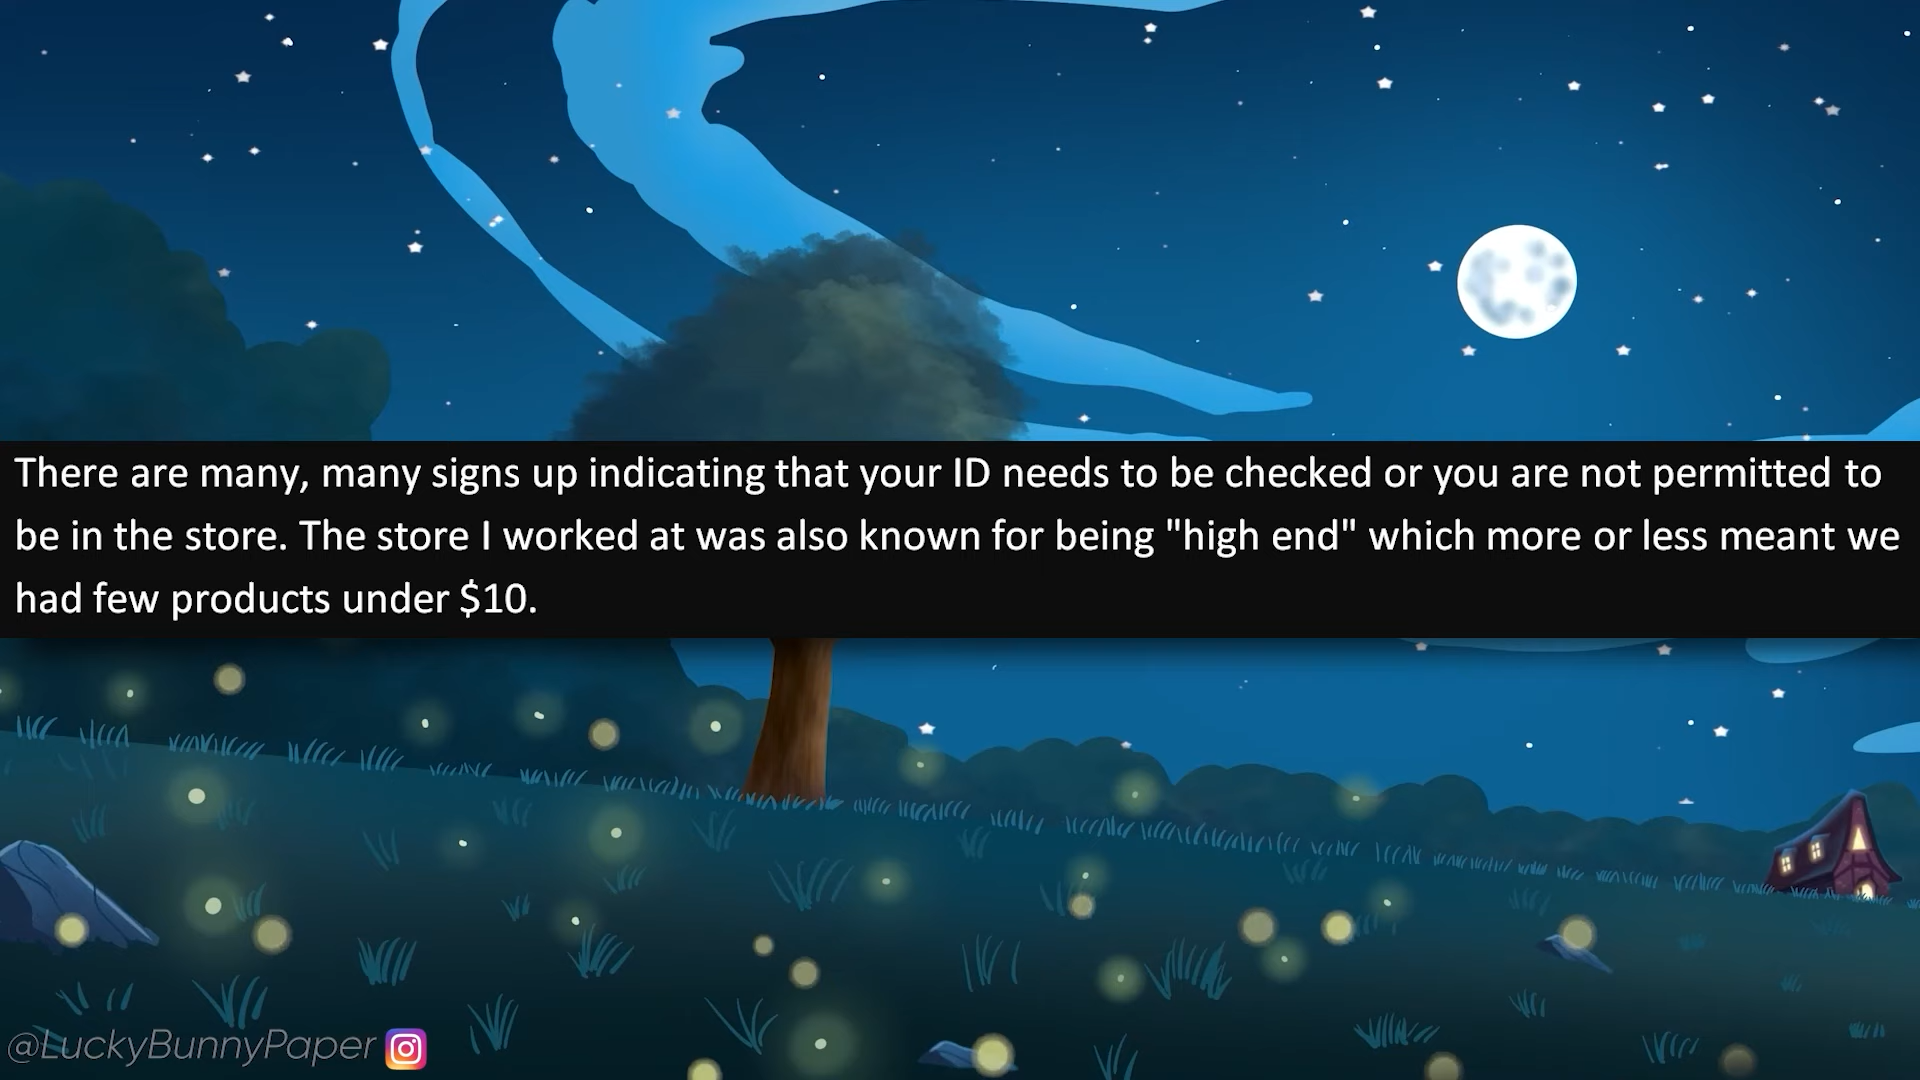 There are many, many signs up indicating that your ID needs to be checked or you are not permitted to
be in the store. The store I worked at was also known for being "high end" which more or less meant we
had few products under $10.
@LuckyBunnyPaper